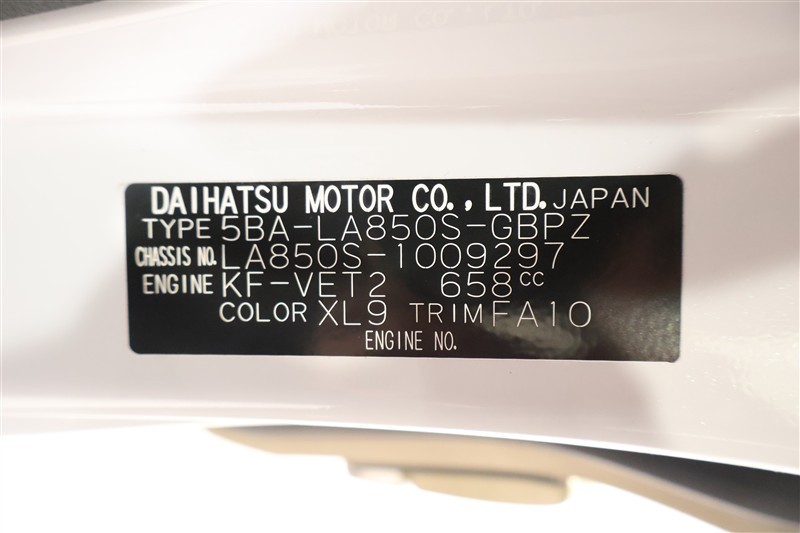 DAIHATSU MOTOR CO., LTD. JAPAN
TYPE 5BA-LA850S-GBPZ
CHASSIS NO. LA850S-1009297
ENGINE KF-VET2 658cc
COLOR XL9 TRIM FA10
ENGINE NO.